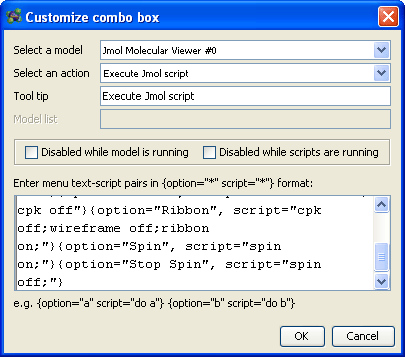 Customize combo box
Select a model Jmol Molecular Viewer #0
Select an action Execute Jmol script
Tool tip Execute Jmol script
Model list
Disabled while model is running Disabled while scripts are running
Enter menu text-script pairs in {option="*" script="*"} format:
cpk off"}{option="Ribbon", script="cpk
off;wireframe off;ribbon
on;"}{option="Spin", script="spin
on;"}{option="Stop Spin", script="spin
off;"}
e.g. {option="a" script="do a"} {option="b" script="do b"}
OK Cancel